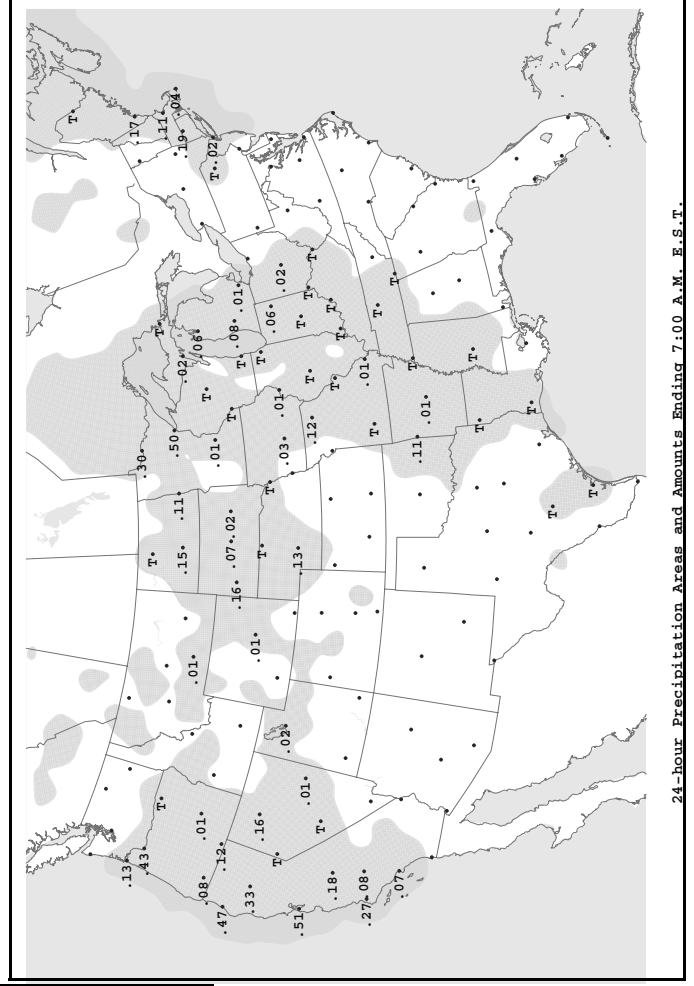 T
.13
.17
.30
.43
T
T
T
.11
.50
.04
.11
.02
.15
.19
.01
.06
.01
.08
T
.02
T
.01
.12
.47
.07
.02
T
.08
.16
.01
T
.33
.01
.16
T
T
T
.06
T
.01
.02
.03
.02
.13
.51
T
.01
T
T
.12
T
T
T
.18
T
T
.01
.08
.27
T
T
T
.07
T
.11
.01
T
T
T
T
T
24-hour Precipitation Areas and Amounts Ending 7:00 A.M. E.S.T.